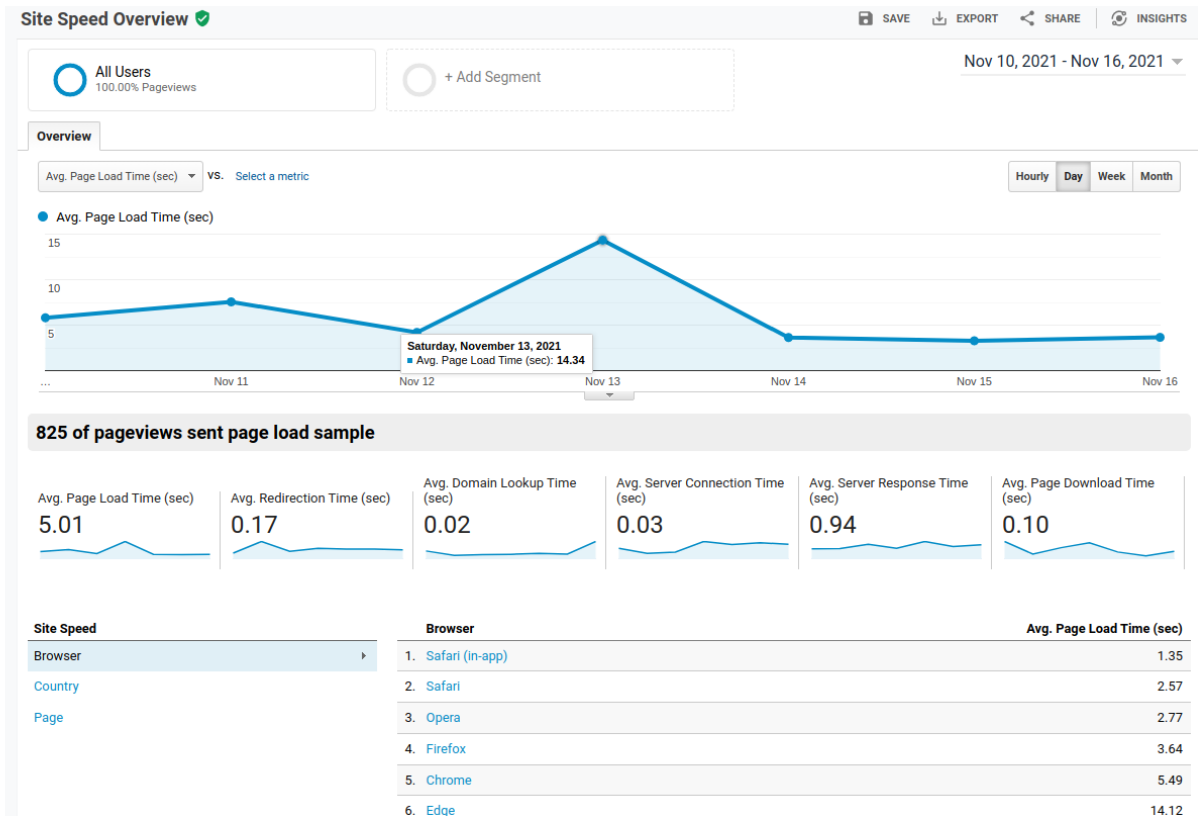 Site Speed Overview
SAVE EXPORT SHARE INSIGHTS
All Users
100.00% Pageviews
+ Add Segment
Nov 10, 2021 - Nov 16, 2021
Overview
Avg. Page Load Time (sec) VS. Select a metric
Hourly Day Week Month
Avg. Page Load Time (sec)
15
10
5
Saturday, November 13, 2021
Avg. Page Load Time (sec): 14.34
... Nov 11 Nov 12 Nov 13 Nov 14 Nov 15 Nov 16
825 of pageviews sent page load sample
Avg. Page Load Time (sec)
5.01
Avg. Redirection Time (sec)
0.17
Avg. Domain Lookup Time
(sec)
0.02
Avg. Server Connection Time
(sec)
0.03
Avg. Server Response Time
(sec)
0.94
Avg. Page Download Time
(sec)
0.10
Site Speed
Browser
Country
Page
Browser Avg. Page Load Time (sec)
1. Safari (in-app) 1.35
2. Safari 2.57
3. Opera 2.77
4. Firefox 3.64
5. Chrome 5.49
6. Edge 14.12